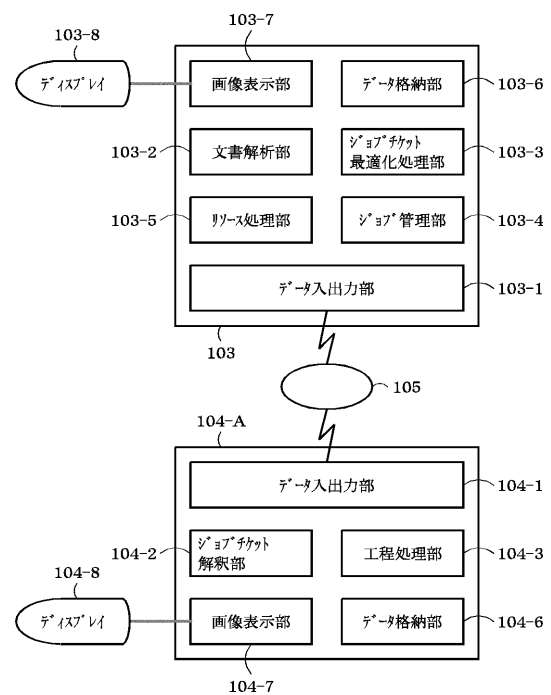 103-8
103-7
ディスプレイ
画像表示部
データ格納部
103-6
103-2
文書解析部
ジョブチケット
最適化処理部
103-3
103-5
リソース処理部
ジョブ管理部
103-4
データ入出力部
103-1
103
105
104-A
データ入出力部
104-1
104-2
ジョブチケット
解釈部
工程処理部
104-3
104-8
ディスプレイ
画像表示部
データ格納部
104-6
104-7